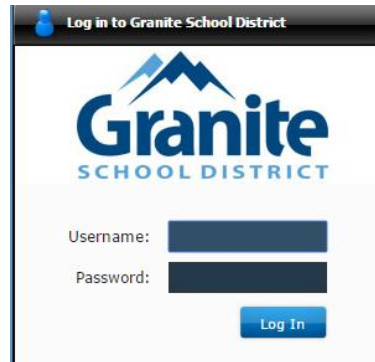 Log in to Granite School District
Granite
SCHOOL DISTRICT
Username:
Password:
Log In